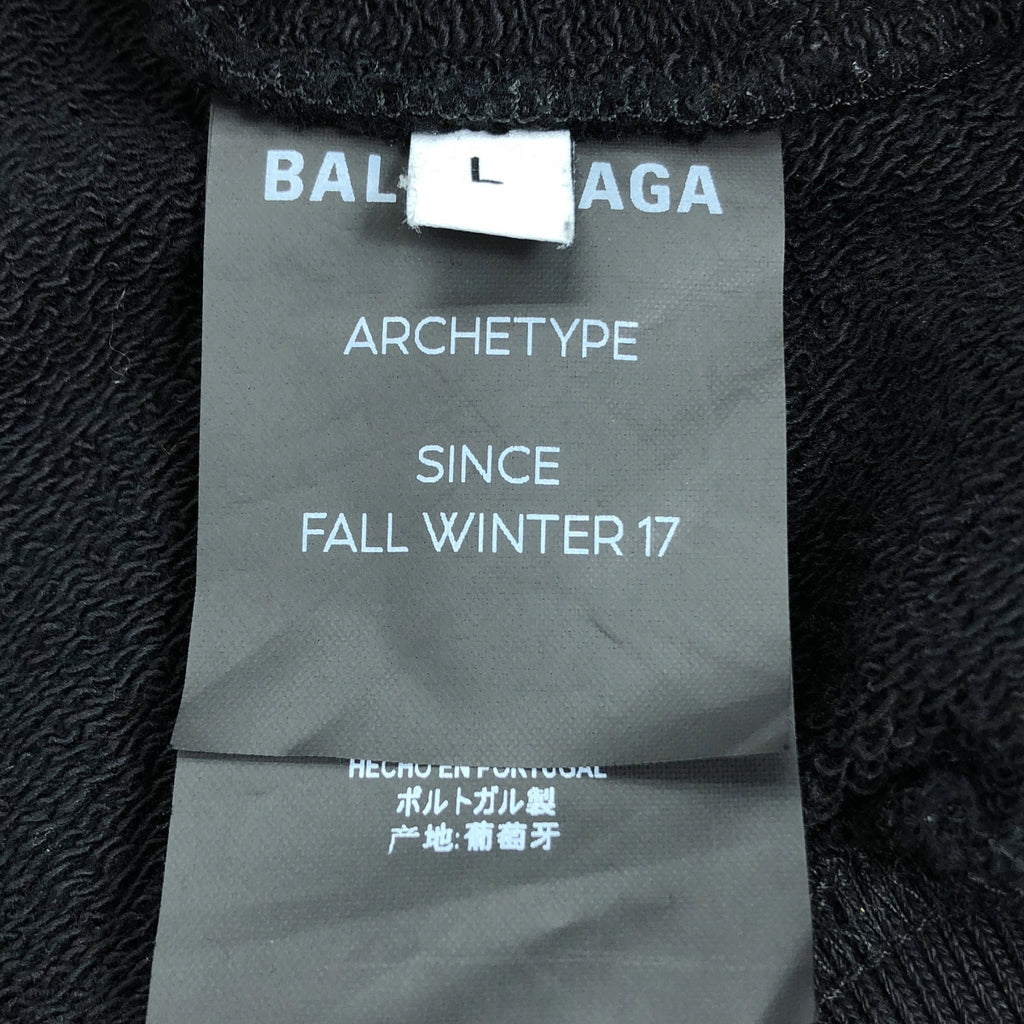 BAL AGA
L
ARCHETYPE
SINCE
FALL WINTER 17
HECHO EN PORTUGAL
ポルトガル製
产地:葡萄牙